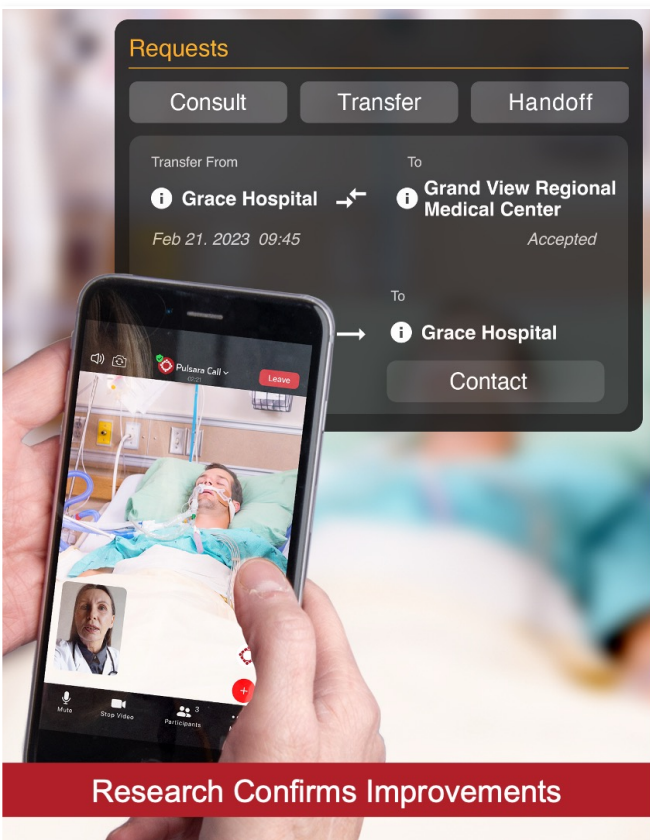 Requests
Consult
Transfer
Handoff
Transfer From
To
Grace Hospital
Grand View Regional
Medical Center
Feb 21. 2023 09:45
Accepted
To
Grace Hospital
Contact
Pulsara Call
Leave
Mute
Stop Video
3
Participants
Research Confirms Improvements